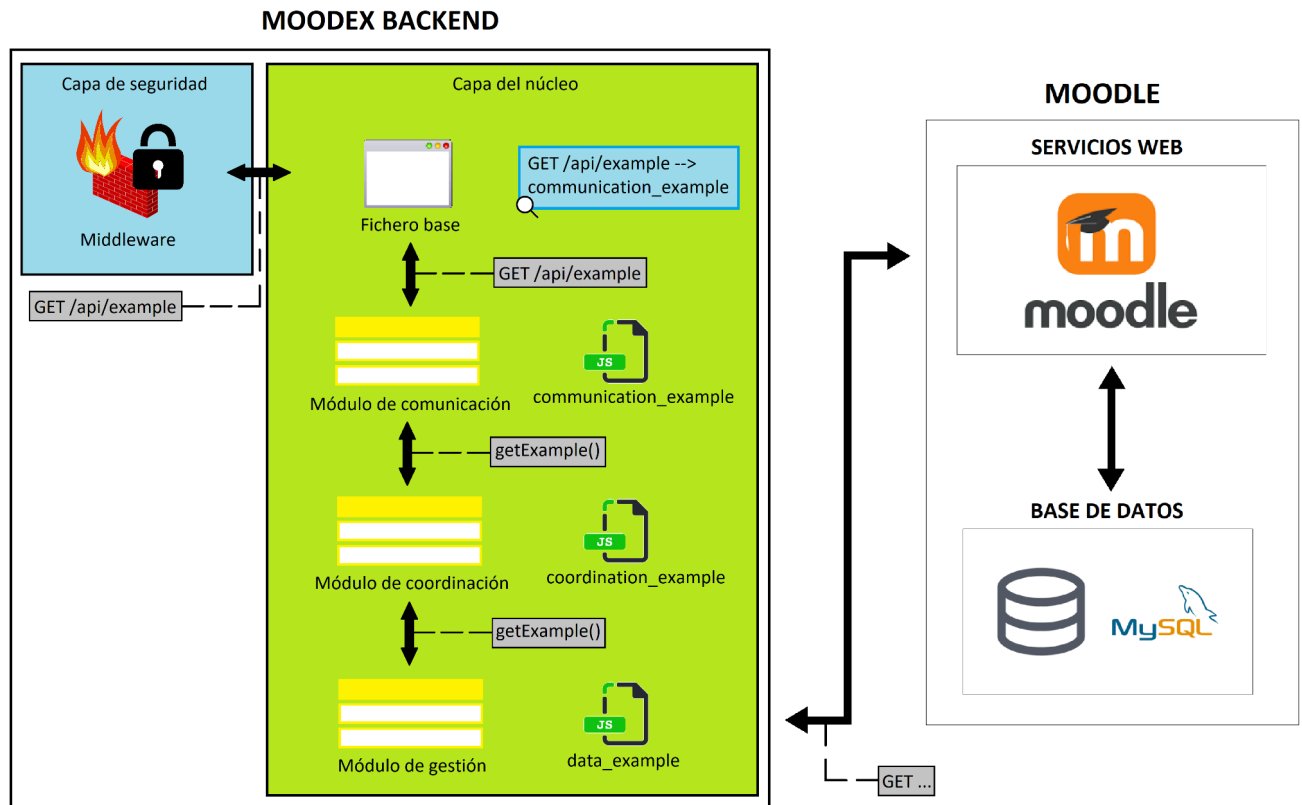 MOODEX BACKEND
Capa de seguridad
Middleware
GET /api/example
Capa del núcleo
Fichero base
GET /api/example -->
communication_example
GET /api/example
Módulo de comunicación
JS
communication_example
getExample()
Módulo de coordinación
JS
coordination_example
getExample()
Módulo de gestión
JS
data_example
GET ...
MOODLE
SERVICIOS WEB
m
moodle
BASE DE DATOS
MySQL